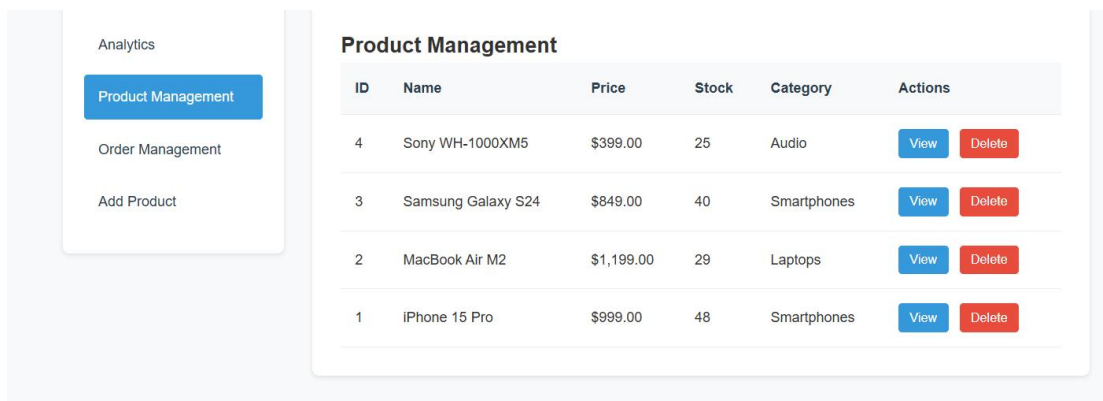 Analytics
Product Management
Order Management
Add Product
Product Management
ID Name Price Stock Category Actions
4 Sony WH-1000XM5 $399.00 25 Audio View Delete
3 Samsung Galaxy S24 $849.00 40 Smartphones View Delete
2 MacBook Air M2 $1,199.00 29 Laptops View Delete
1 iPhone 15 Pro $999.00 48 Smartphones View Delete